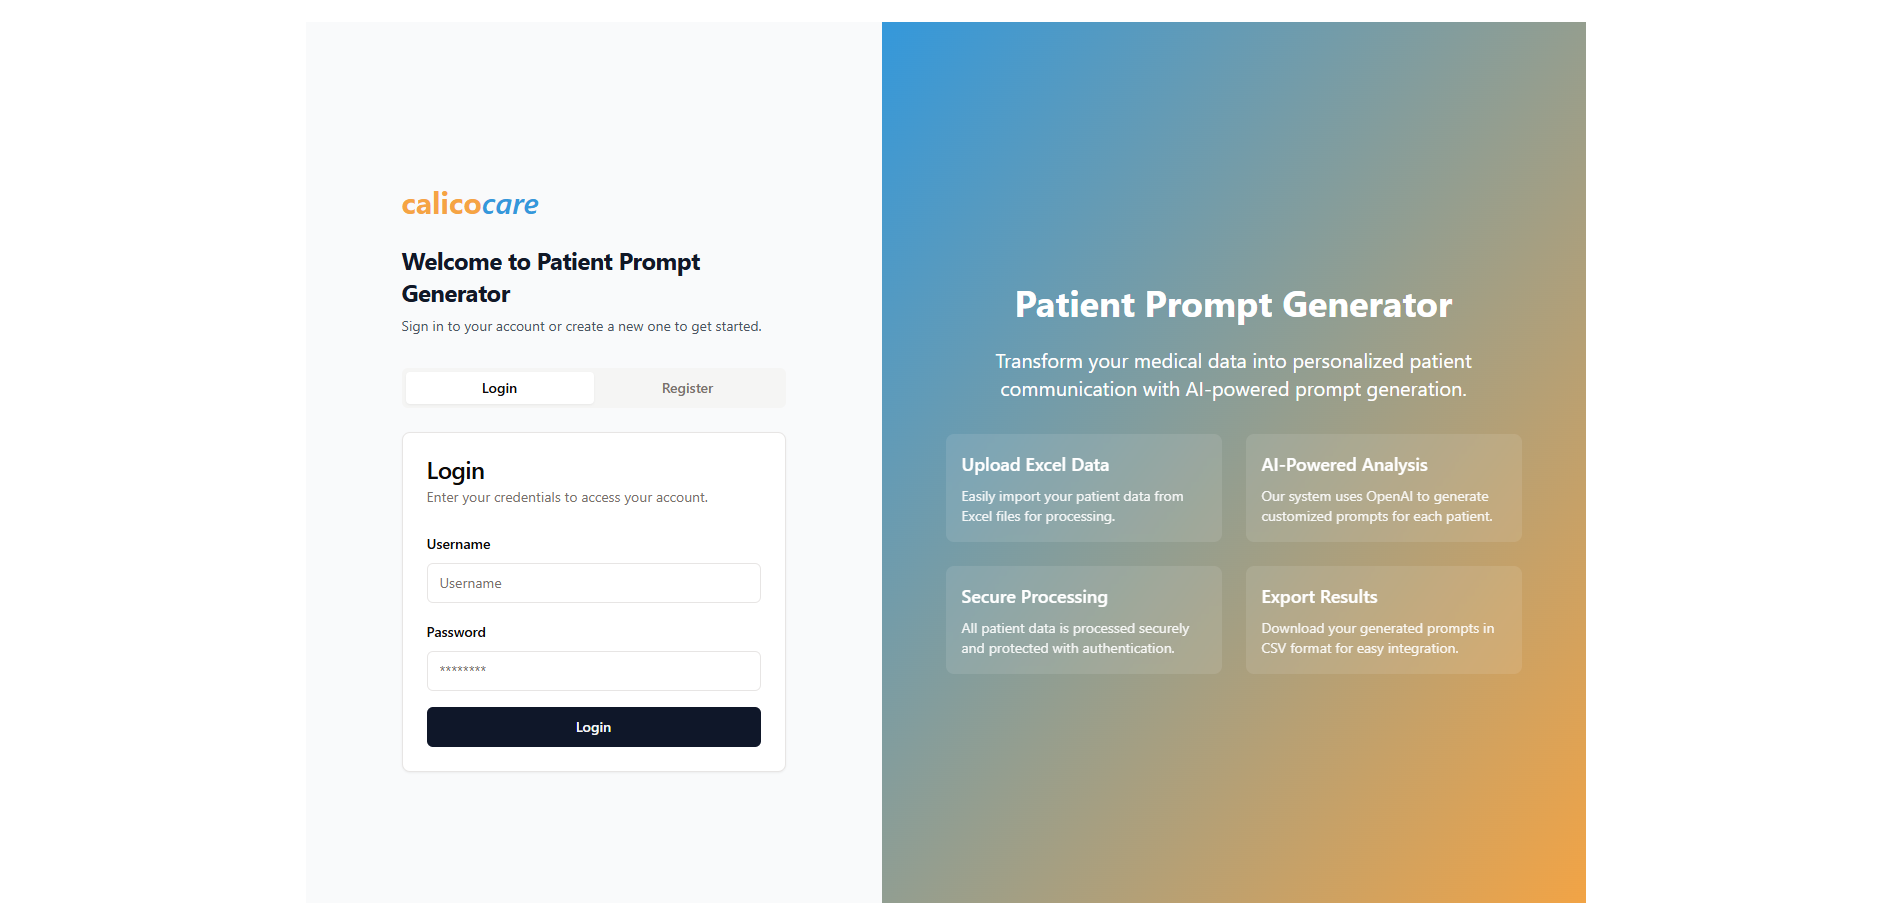 calicocare
Welcome to Patient Prompt
Generator
Sign in to your account or create a new one to get started.
Login
Register
Login
Enter your credentials to access your account.
Username
Username
Password
********
Login
Patient Prompt Generator
Transform your medical data into personalized patient
communication with AI-powered prompt generation.
Upload Excel Data
Easily import your patient data from
Excel files for processing.
AI-Powered Analysis
Our system uses OpenAI to generate
customized prompts for each patient.
Secure Processing
All patient data is processed securely
and protected with authentication.
Export Results
Download your generated prompts in
CSV format for easy integration.